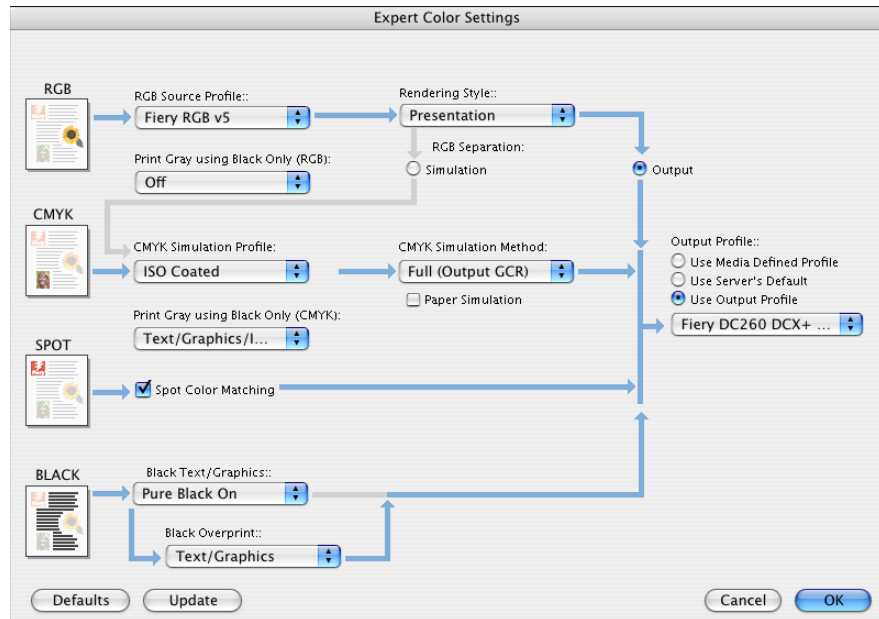 Expert Color Settings
RGB
RGB Source Profile::
Fiery RGB v5
Rendering Style::
Presentation
Print Gray using Black Only (RGB):
Off
RGB Separation:
Simulation
Output
CMYK
CMYK Simulation Profile:
ISO Coated
CMYK Simulation Method:
Full (Output GCR)
Paper Simulation
Output Profile::
Use Media Defined Profile
Use Server's Default
Use Output Profile
Fiery DC260 DCX+ ...
Print Gray using Black Only (CMYK):
Text/Graphics/I...
SPOT
Spot Color Matching
BLACK
Black Text/Graphics::
Pure Black On
Black Overprint::
Text/Graphics
Defaults
Update
Cancel
OK